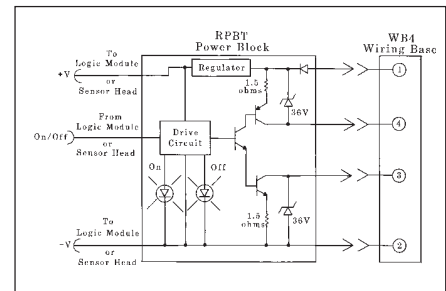 RPBT
Power Block
WB4
Wiring Base
To
Logic Module
or
Sensor Head
+V
Regulator
1.5
ohms
36V
1
4
From
Logic Module
or
Sensor Head
On/Off
Drive
Circuit
On
Off
3
1.5
ohms
36V
To
Logic Module
or
Sensor Head
-V
2